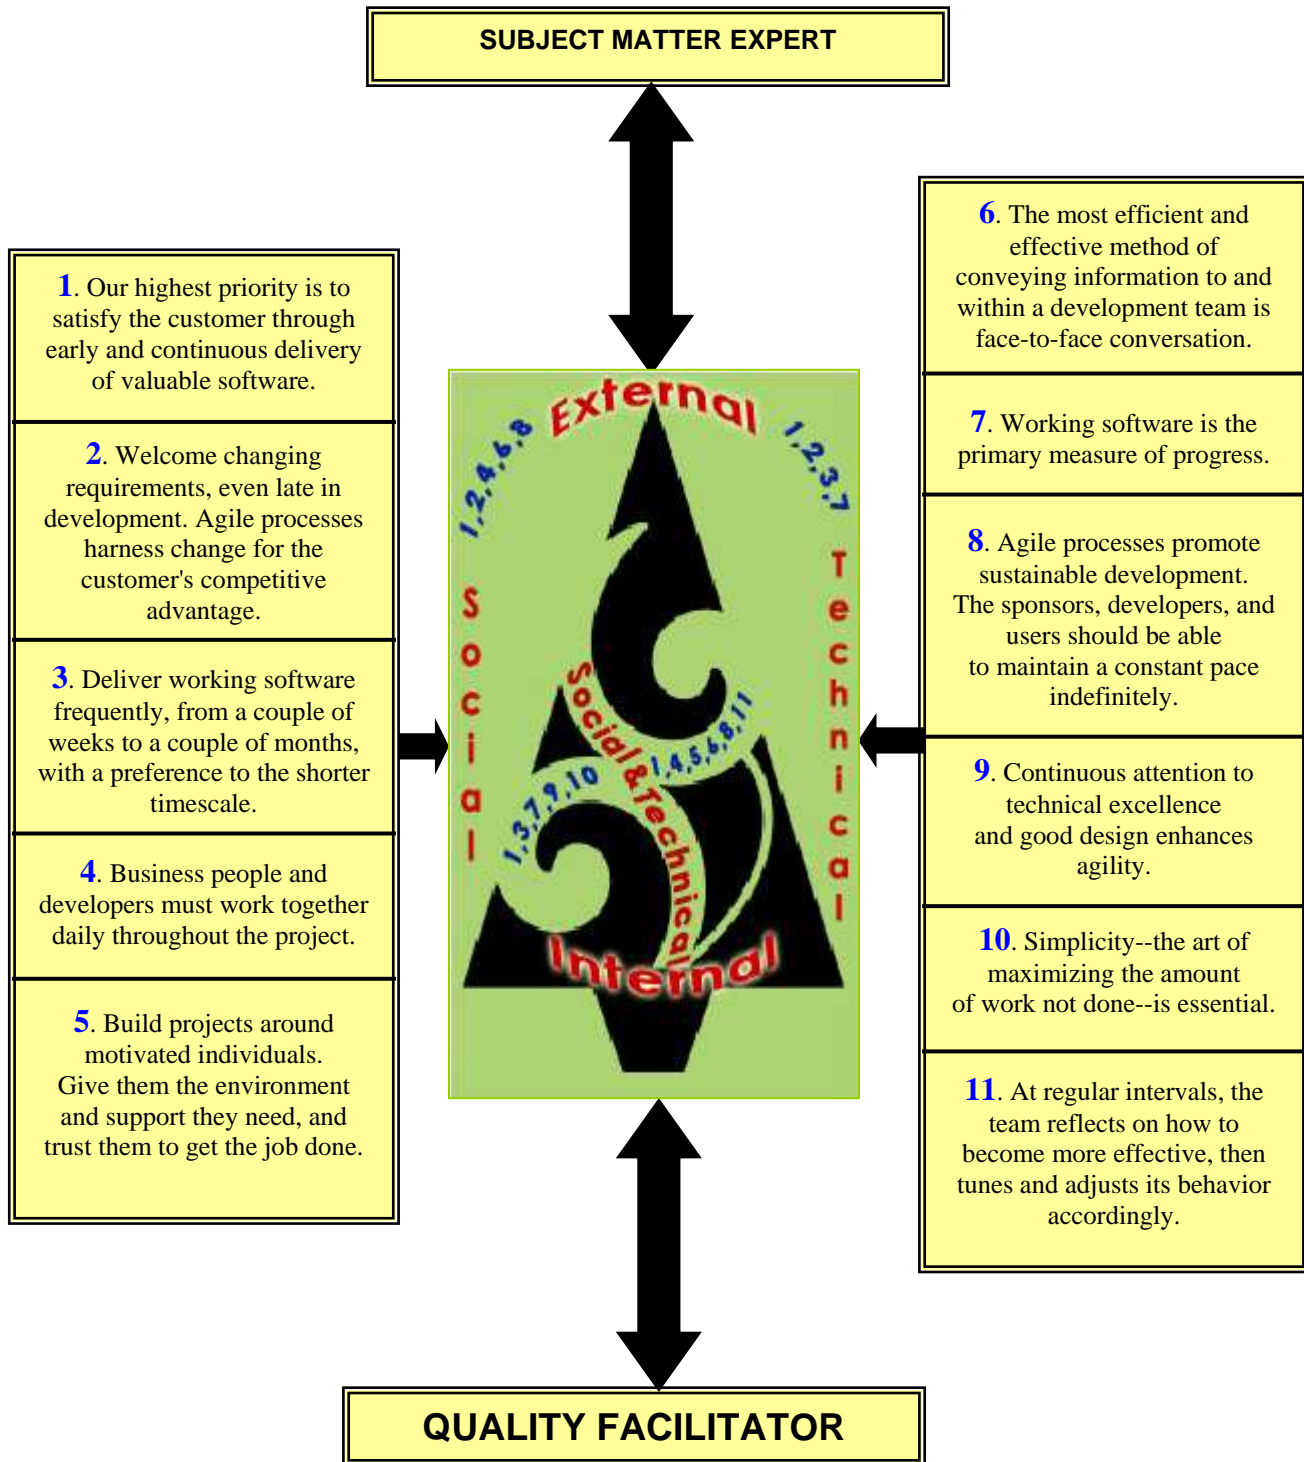 SUBJECT MATTER EXPERT
1. Our highest priority is to
satisfy the customer through
early and continuous delivery
of valuable software.
2. Welcome changing
requirements, even late in
development. Agile processes
harness change for the
customer's competitive
advantage.
3. Deliver working software
frequently, from a couple of
weeks to a couple of months,
with a preference to the shorter
timescale.
4. Business people and
developers must work together
daily throughout the project.
5. Build projects around
motivated individuals.
Give them the environment
and support they need, and
trust them to get the job done.
External
1,2,4,6,8
1,2,3,7
Social
Technical
Social & Technical
1,3,7,9,10
1,4,5,6,8,11
Internal
6. The most efficient and
effective method of
conveying information to and
within a development team is
face-to-face conversation.
7. Working software is the
primary measure of progress.
8. Agile processes promote
sustainable development.
The sponsors, developers, and
users should be able
to maintain a constant pace
indefinitely.
9. Continuous attention to
technical excellence
and good design enhances
agility.
10. Simplicity--the art of
maximizing the amount
of work not done--is essential.
11. At regular intervals, the
team reflects on how to
become more effective, then
tunes and adjusts its behavior
accordingly.
QUALITY FACILITATOR